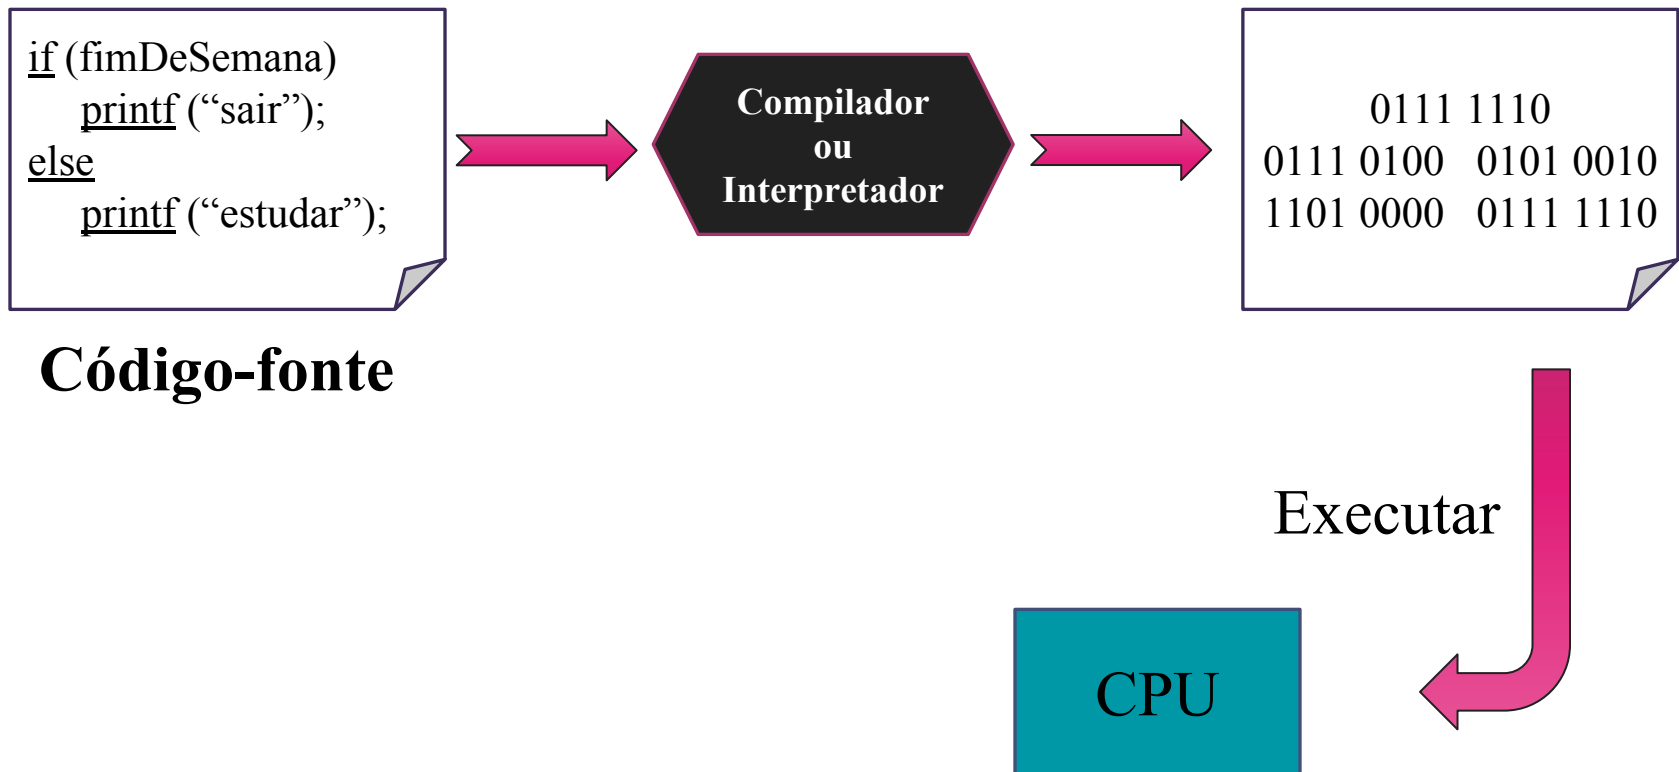 if (fimDeSemana)
printf (“sair”);
else
printf (“estudar”);
Código-fonte
Compilador
ou
Interpretador
0111 1110
0111 0100 0101 0010
1101 0000 0111 1110
Executar
CPU